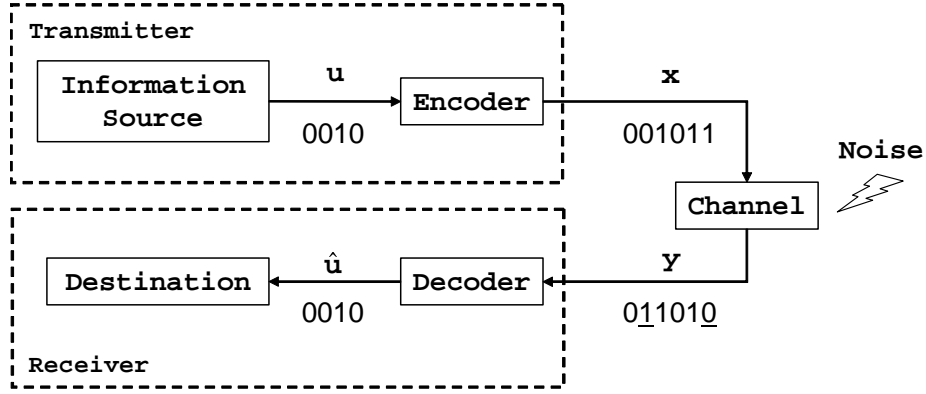 Transmitter
Information
Source
u
0010
Encoder
x
001011
Noise
Channel
y
011010
Decoder
û
0010
Destination
Receiver